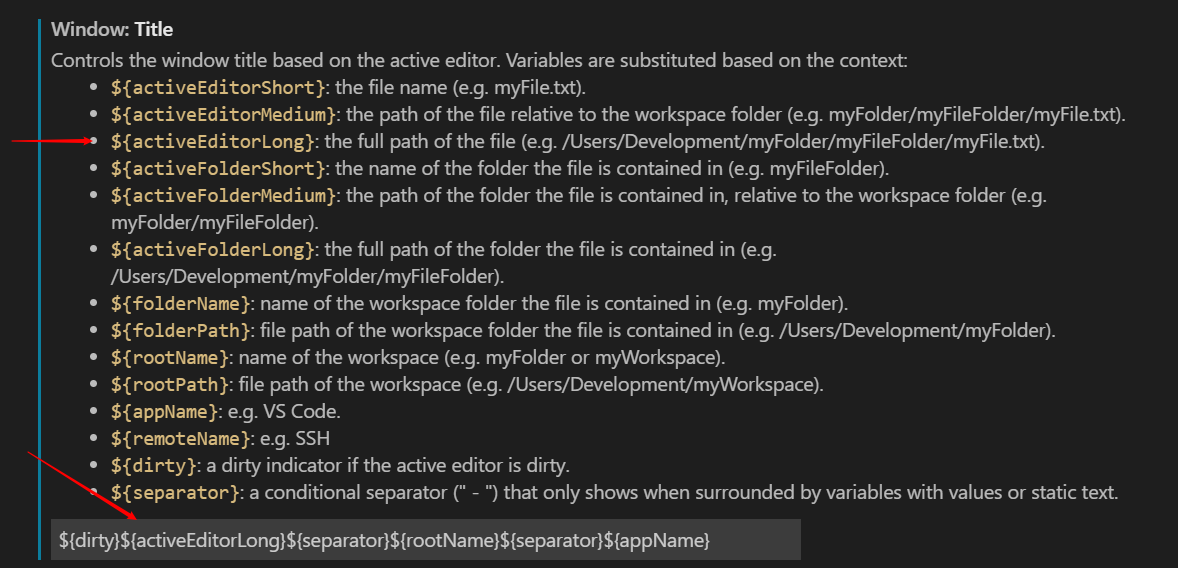 Window: Title
Controls the window title based on the active editor. Variables are substituted based on the context:
• ${activeEditorShort}: the file name (e.g. myFile.txt).
• ${activeEditorMedium}: the path of the file relative to the workspace folder (e.g. myFolder/myFileFolder/myFile.txt).
• ${activeEditorLong}: the full path of the file (e.g. /Users/Development/myFolder/myFileFolder/myFile.txt).
• ${activeFolderShort}: the name of the folder the file is contained in (e.g. myFileFolder).
• ${activeFolderMedium}: the path of the folder the file is contained in, relative to the workspace folder (e.g.
myFolder/myFileFolder).
• ${activeFolderLong}: the full path of the folder the file is contained in (e.g.
/Users/Development/myFolder/myFileFolder).
• ${folderName}: name of the workspace folder the file is contained in (e.g. myFolder).
• ${folderPath}: file path of the workspace folder the file is contained in (e.g. /Users/Development/myFolder).
• ${rootName}: name of the workspace (e.g. myFolder or myWorkspace).
• ${rootPath}: file path of the workspace (e.g. /Users/Development/myWorkspace).
• ${appName}: e.g. VS Code.
• ${remoteName}: e.g. SSH
• ${dirty}: a dirty indicator if the active editor is dirty.
• ${separator}: a conditional separator (" - ") that only shows when surrounded by variables with values or static text.
${dirty}${activeEditorLong}${separator}${rootName}${separator}${appName}